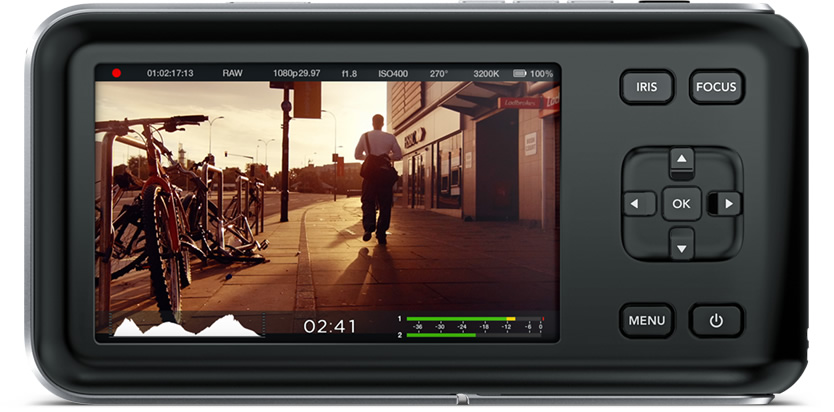 01:02:17:13 RAW 1080p29.97 f1.8 ISO400 270° 3200K 100%
Ladbrokes
IRIS FOCUS
OK
MENU
02:41
1
-36 -30 -24 -18 -12 -6 0
2